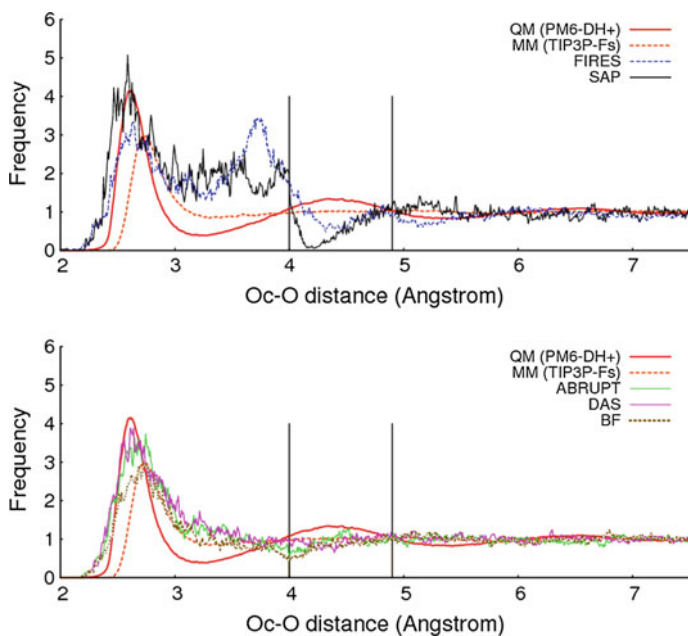 6
5
4
3
2
1
0
Frequency
QM (PM6-DH+)
MM (TIP3P-Fs)
FIRES
SAP
2 3 4 5 6 7
Oc-O distance (Angstrom)
6
5
4
3
2
1
0
Frequency
QM (PM6-DH+)
MM (TIP3P-Fs)
ABRUPT
DAS
BF
2 3 4 5 6 7
Oc-O distance (Angstrom)